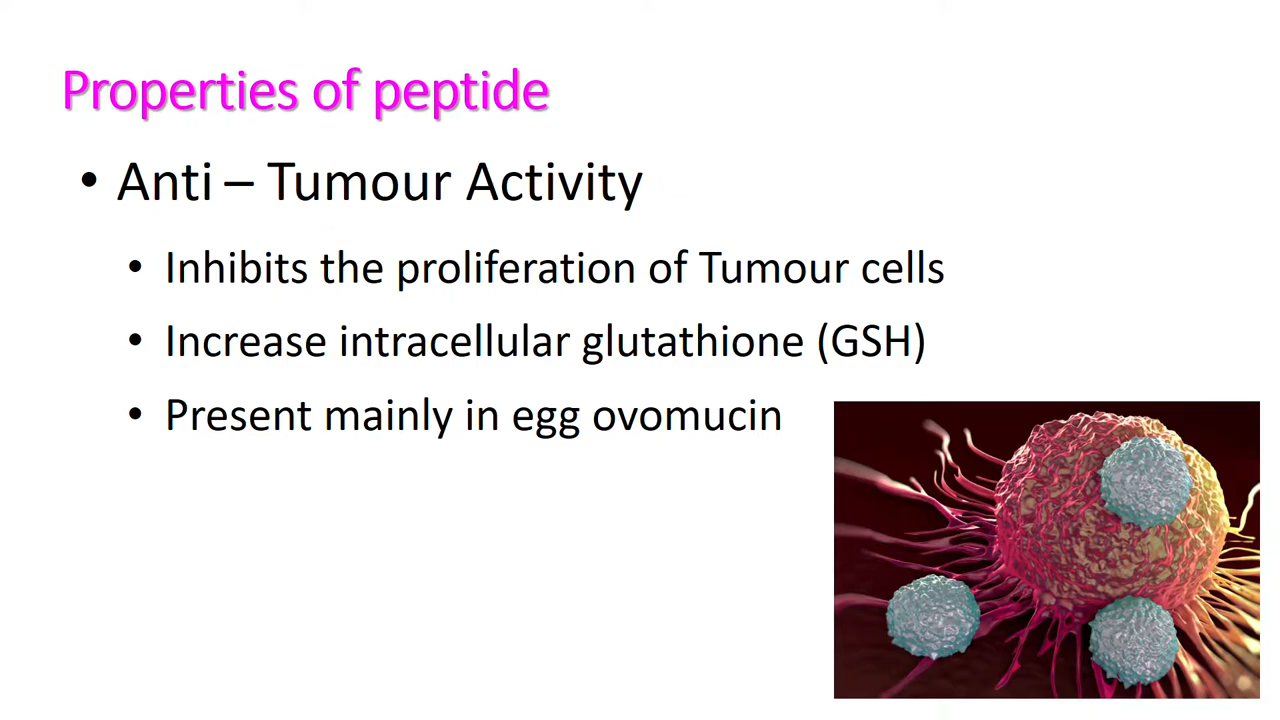 Properties of peptide
• Anti – Tumour Activity
• Inhibits the proliferation of Tumour cells
• Increase intracellular glutathione (GSH)
• Present mainly in egg ovomucin